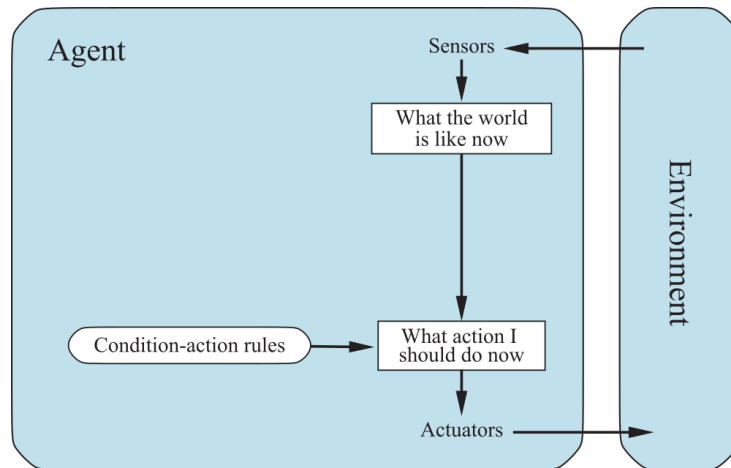 Agent
Sensors
What the world
is like now
Environment
Condition-action rules
What action I
should do now
Actuators